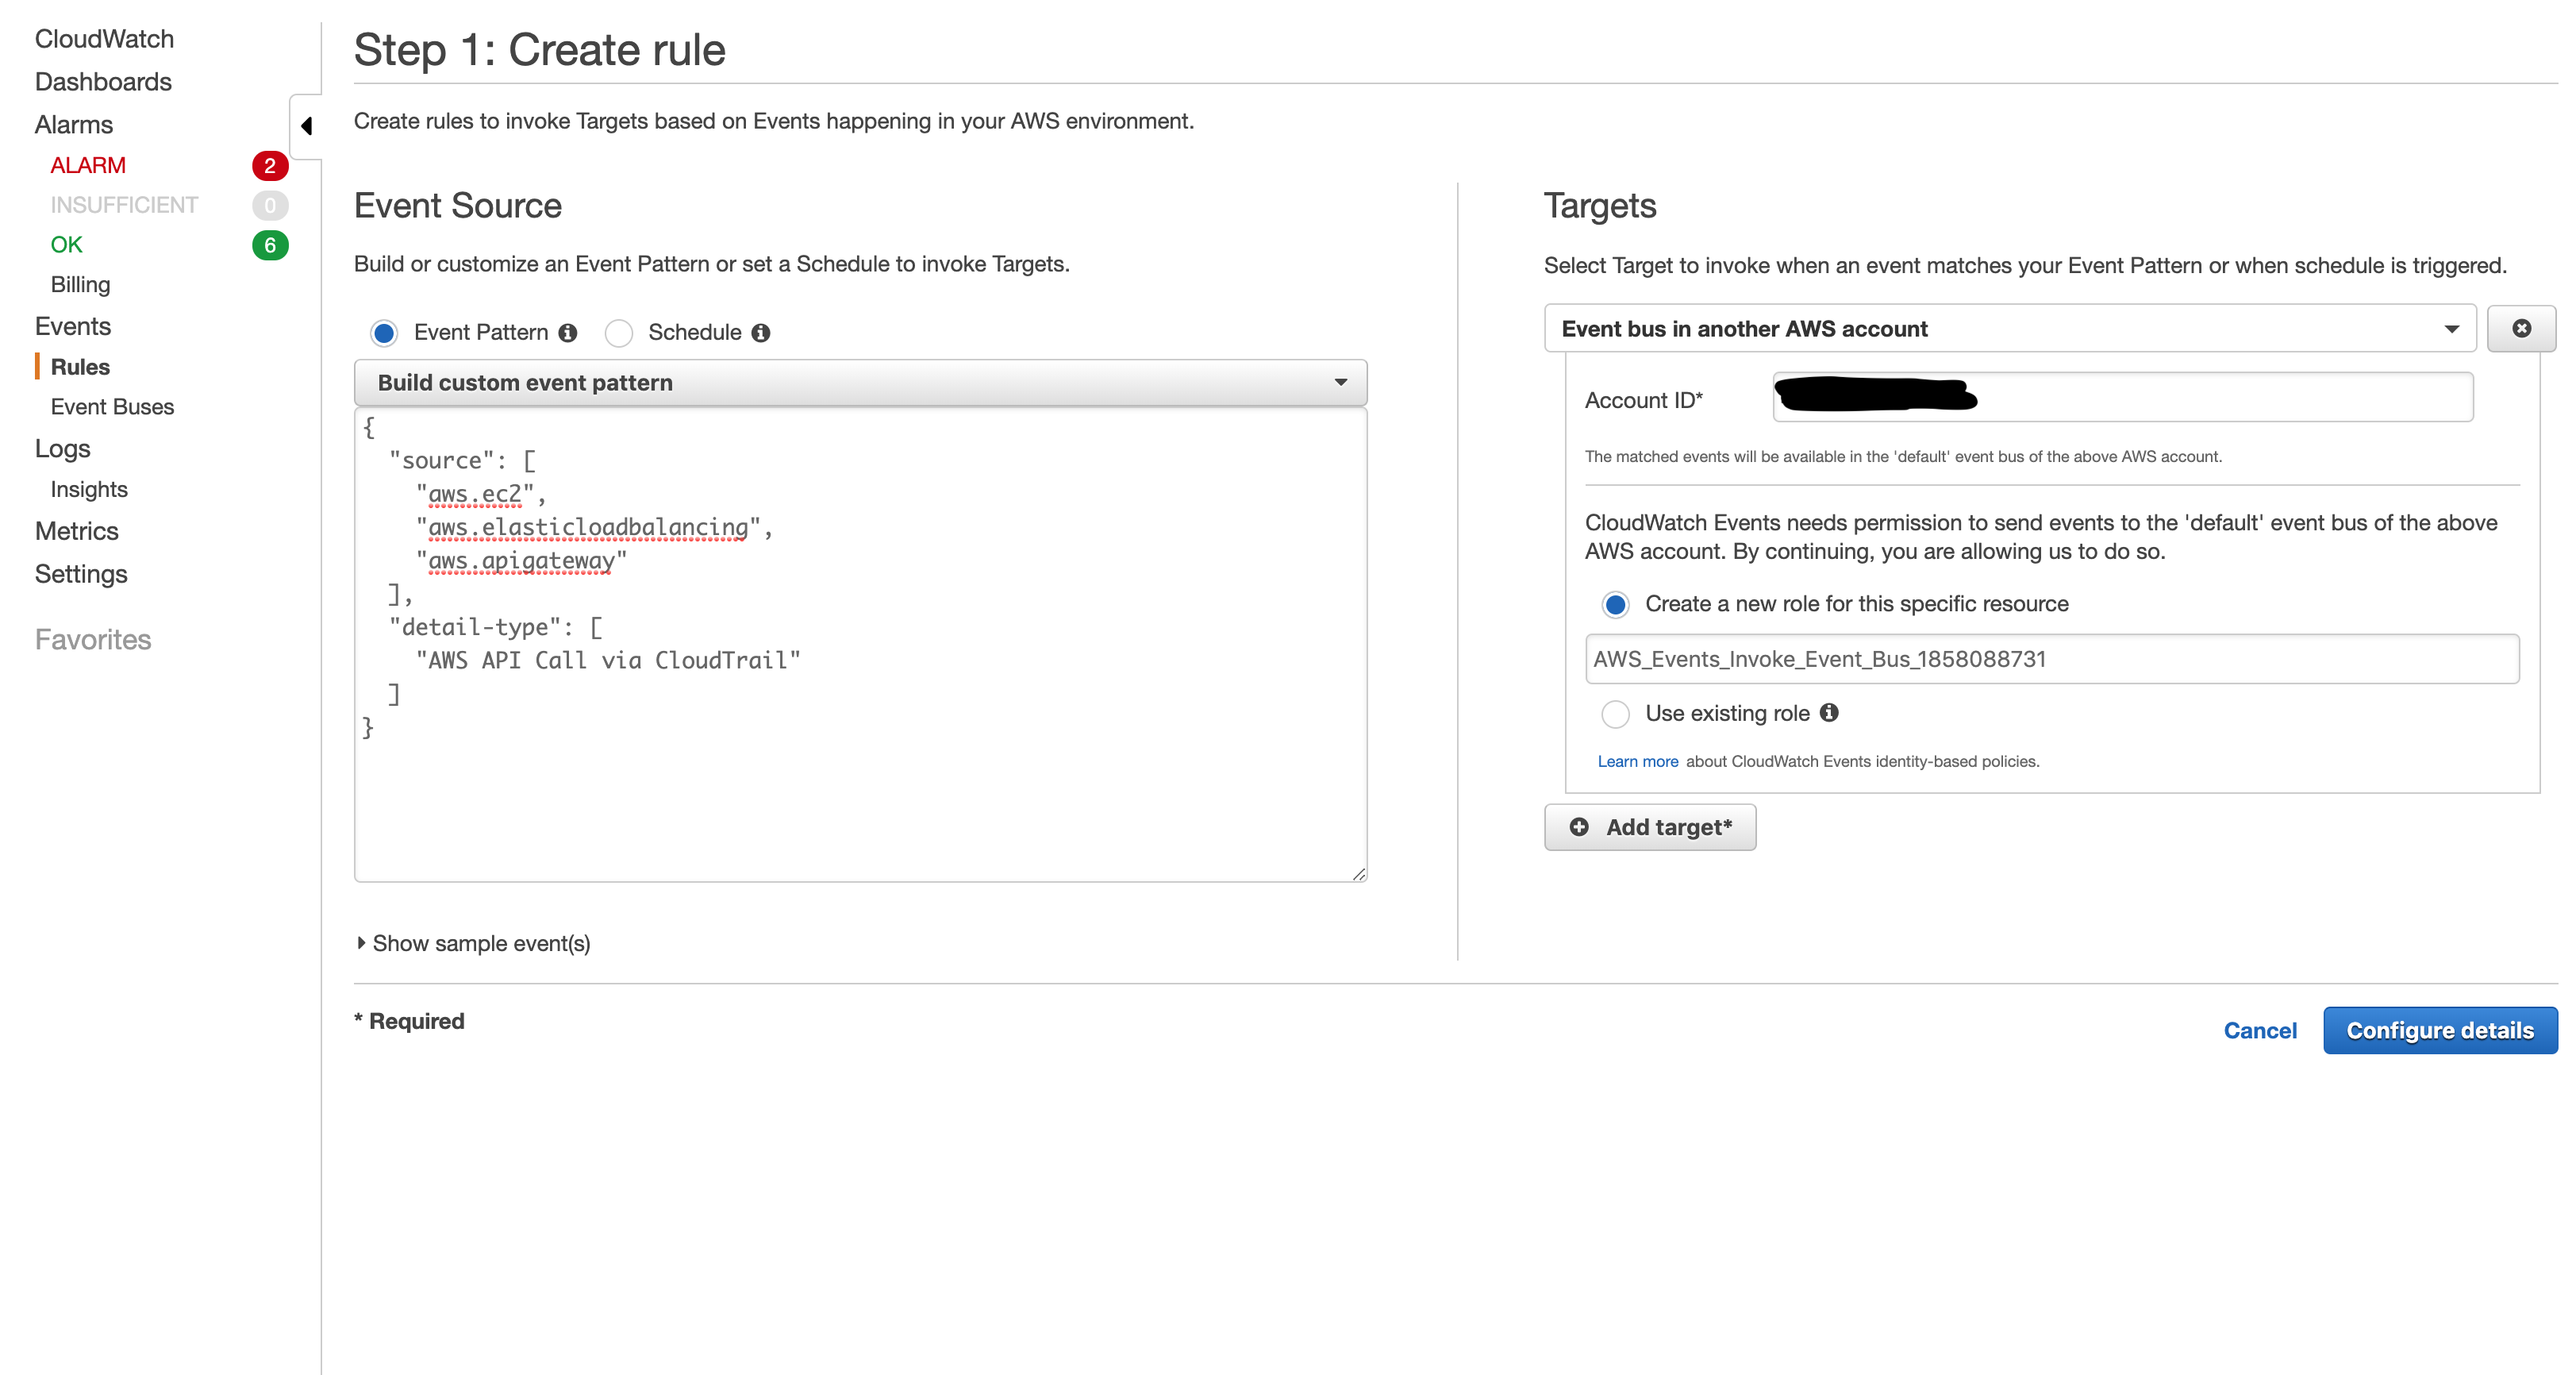 CloudWatch
Dashboards
Alarms
ALARM 2
INSUFFICIENT 0
OK 6
Billing
Events
Rules
Event Buses
Logs
Insights
Metrics
Settings
Favorites
Step 1: Create rule
Create rules to invoke Targets based on Events happening in your AWS environment.
Event Source
Build or customize an Event Pattern or set a Schedule to invoke Targets.
Event Pattern Schedule
Build custom event pattern
{
"source": [
"aws.ec2",
"aws.elasticloadbalancing",
"aws.apigateway"
],
"detail-type": [
"AWS API Call via CloudTrail"
]
}
Show sample event(s)
Targets
Select Target to invoke when an event matches your Event Pattern or when schedule is triggered.
Event bus in another AWS account
Account ID*
The matched events will be available in the 'default' event bus of the above AWS account.
CloudWatch Events needs permission to send events to the 'default' event bus of the above
AWS account. By continuing, you are allowing us to do so.
Create a new role for this specific resource
AWS_Events_Invoke_Event_Bus_1858088731
Use existing role
Learn more about CloudWatch Events identity-based policies.
Add target*
* Required
Cancel Configure details